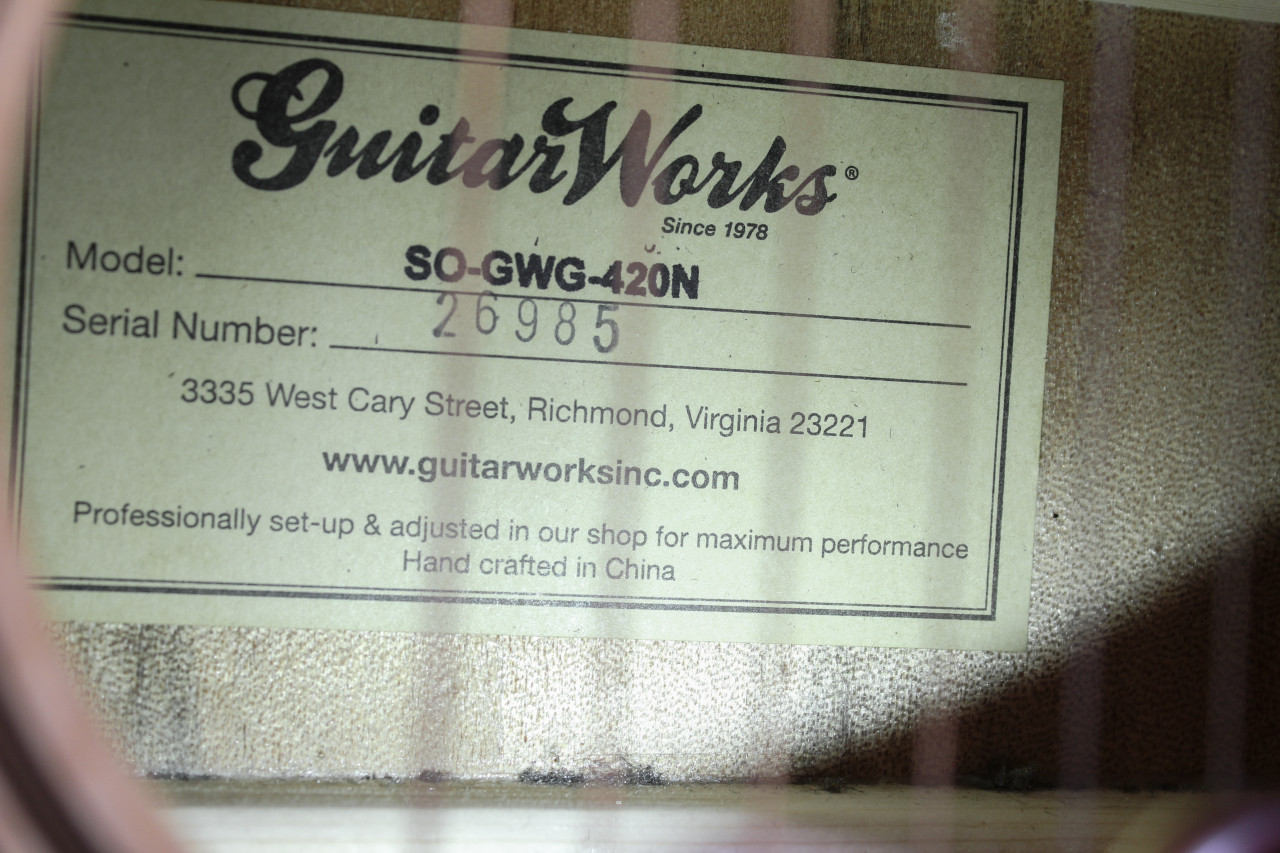 GuitarWorks®
Since 1978
Model: SO-GWG-420N
Serial Number: 26985
3335 West Cary Street, Richmond, Virginia 23221
www.guitarworksinc.com
Professionally set-up & adjusted in our shop for maximum performance
Hand crafted in China